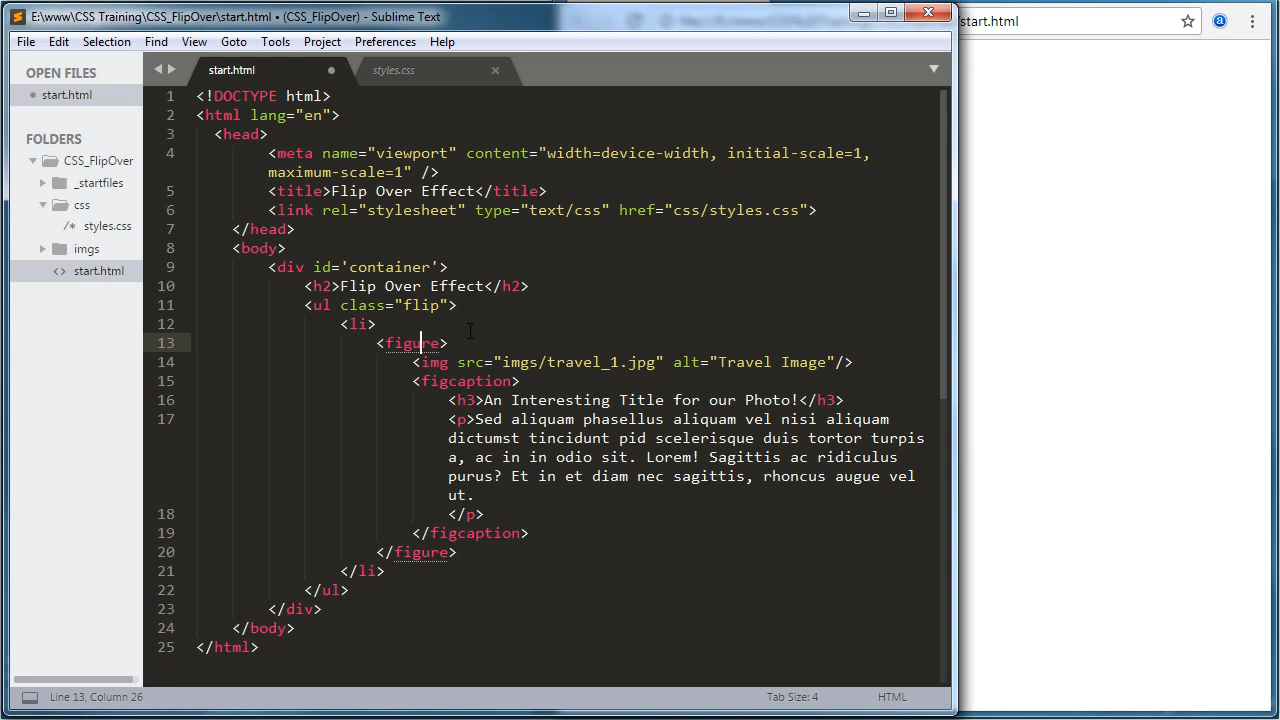 E:\www\CSS Training\CSS_FlipOver\start.html • (CSS_FlipOver) - Sublime Text
/start.html
File Edit Selection Find View Goto Tools Project Preferences Help
OPEN FILES
start.html
FOLDERS
CSS_FlipOver
_startfiles
css
/* styles.css
imgs
<> start.html
start.html
styles.css
1 <!DOCTYPE html>
2 <html lang="en">
3 <head>
4 <meta name="viewport" content="width=device-width, initial-scale=1,
maximum-scale=1" />
5 <title>Flip Over Effect</title>
6 <link rel="stylesheet" type="text/css" href="css/styles.css">
7 </head>
8 <body>
9 <div id='container'>
10 <h2>Flip Over Effect</h2>
11 <ul class="flip">
12 <li>
13 <figure>
14 <img src="imgs/travel_1.jpg" alt="Travel Image"/>
15 <figcaption>
16 <h3>An Interesting Title for our Photo!</h3>
17 <p>Sed aliquam phasellus aliquam vel nisi aliquam
dictumst tincidunt pid scelerisque duis tortor turpis
a, ac in in odio sit. Lorem! Sagittis ac ridiculus
purus? Et in et diam nec sagittis, rhoncus augue vel
ut.
18 </p>
19 </figcaption>
20 </figure>
21 </li>
22 </ul>
23 </div>
24 </body>
25 </html>
Line 13, Column 26
Tab Size: 4
HTML